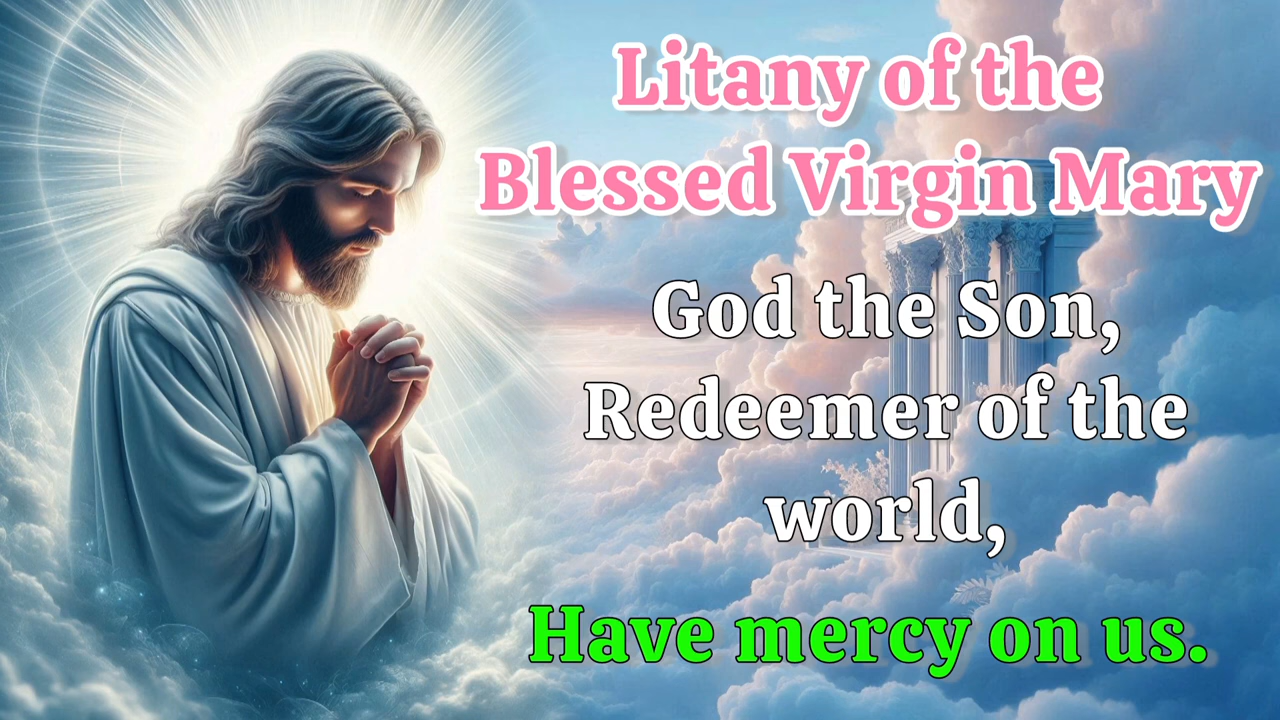 Litany of the
Blessed Virgin Mary
God the Son,
Redeemer of the
world,
Have mercy on us.